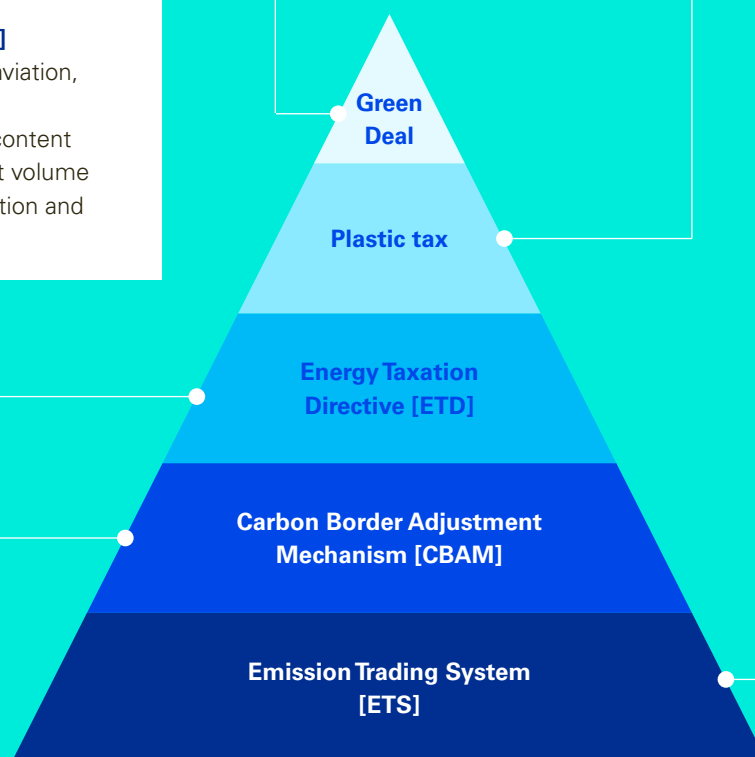 ]
viation,
content
t volume
tion and
Green
Deal
Plastic tax
Energy Taxation
Directive [ETD]
Carbon Border Adjustment
Mechanism [CBAM]
Emission Trading System
[ETS]